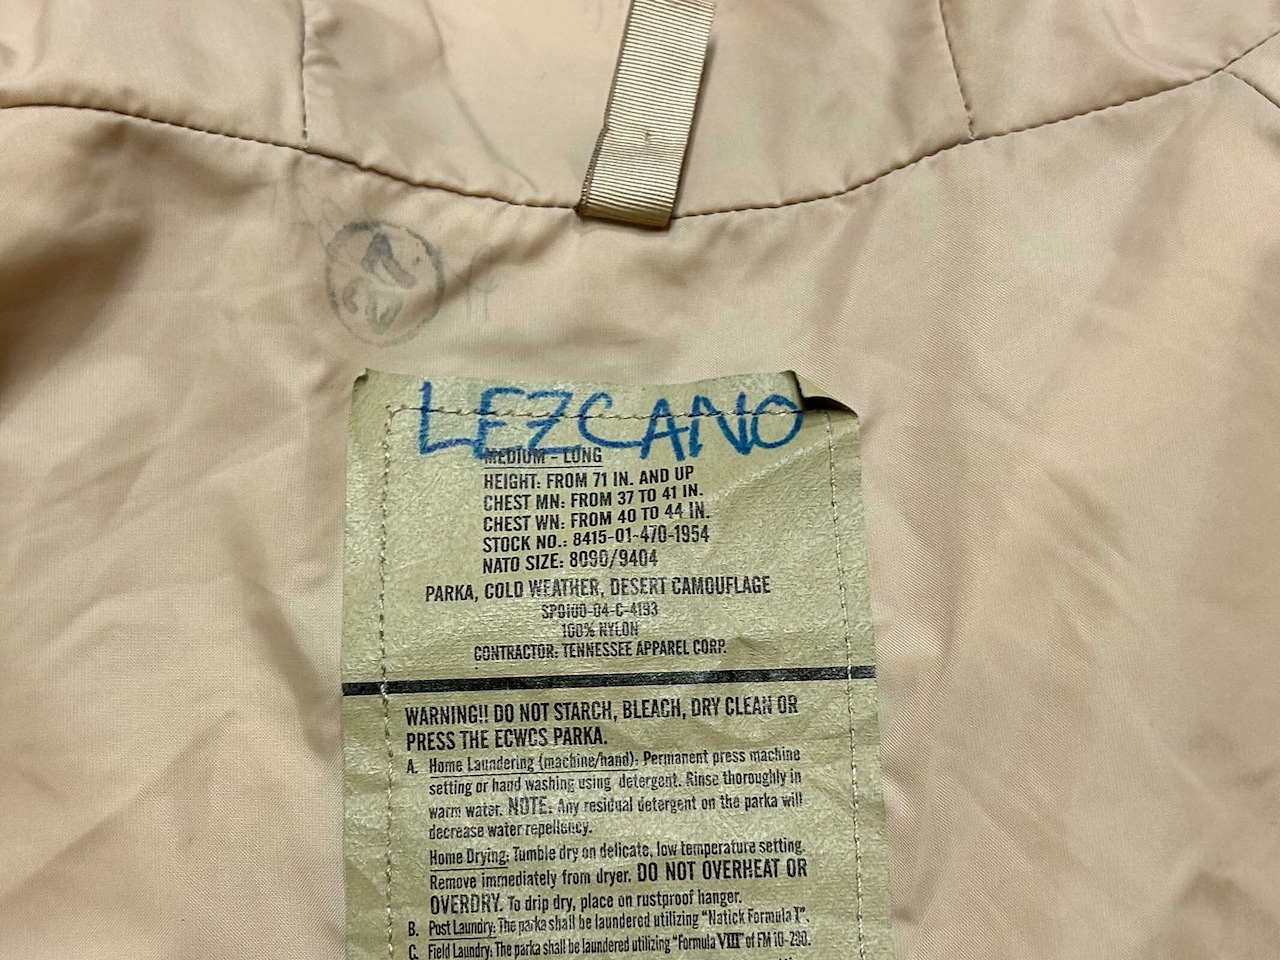 LEZCANO
MEDIUM - LONG
HEIGHT: FROM 71 IN. AND UP
CHEST MN: FROM 37 TO 41 IN.
CHEST WN: FROM 40 TO 44 IN.
STOCK NO.: 8415-01-470-1954
NATO SIZE: 8090/9404
PARKA, COLD WEATHER, DESERT CAMOUFLAGE
SP0100-04-C-4193
100% NYLON
CONTRACTOR: TENNESSEE APPAREL CORP.
WARNING!! DO NOT STARCH, BLEACH, DRY CLEAN OR
PRESS THE ECWCS PARKA.
A. Home Laundering (machine/hand): Permanent press machine
setting or hand washing using detergent. Rinse thoroughly in
warm water. NOTE: Any residual detergent on the parka will
decrease water repellency.
Home Drying: Tumble dry on delicate, low temperature setting.
Remove immediately from dryer. DO NOT OVERHEAT OR
OVERDRY. To drip dry, place on rustproof hanger.
B. Post Laundry: The parka shall be laundered utilizing "Natick Formula I".
C. Field Laundry: The parka shall be laundered utilizing "Formula VIII" of FM 10-280.